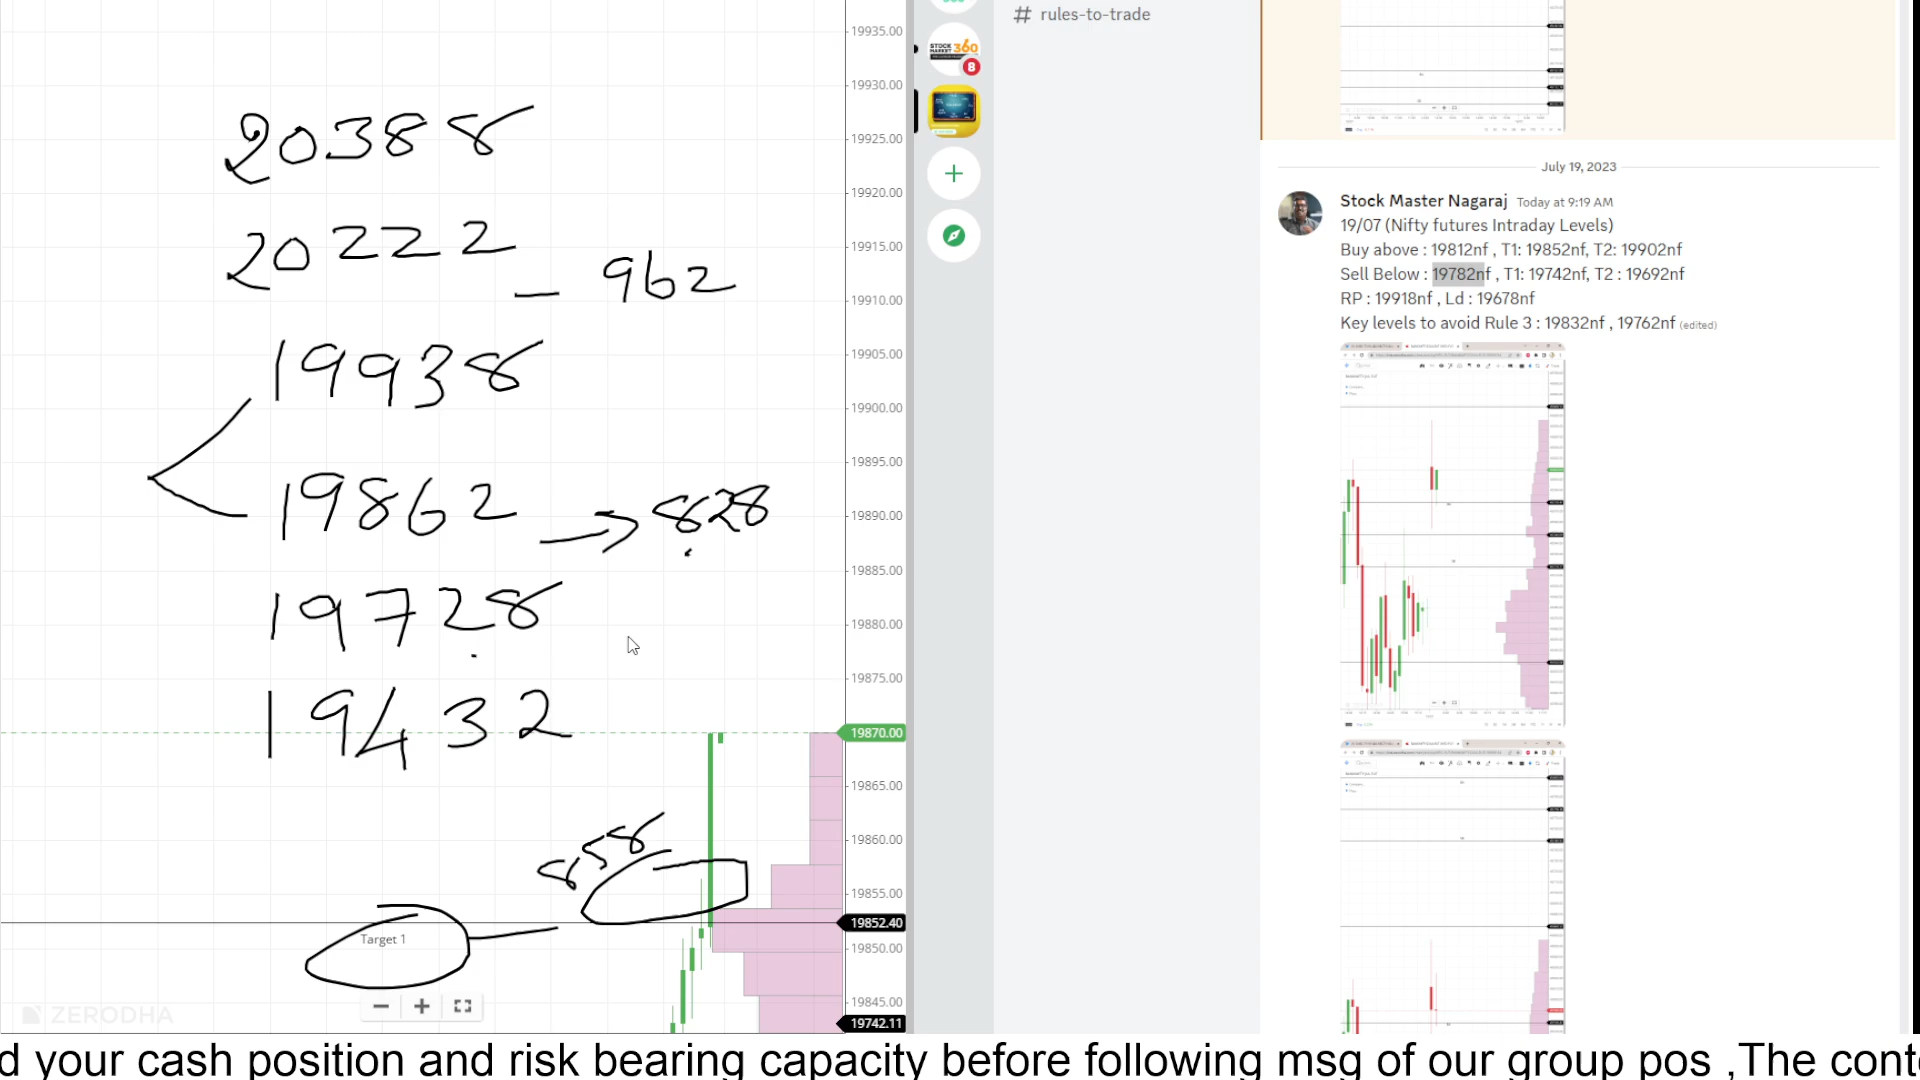 20388
20222 - 962
19938
19862 → 828
19728
19432
858
Target 1
ZERODHA
19935.00
19930.00
19925.00
19920.00
19915.00
19910.00
19905.00
19900.00
19895.00
19890.00
19885.00
19880.00
19875.00
19870.00
19865.00
19860.00
19855.00
19852.40
19850.00
19845.00
19742.11
STOCK
MARKET 360
8
# rules-to-trade
July 19, 2023
Stock Master Nagaraj Today at 9:19 AM
19/07 (Nifty futures Intraday Levels)
Buy above : 19812nf , T1: 19852nf, T2: 19902nf
Sell Below : 19782nf , T1: 19742nf, T2 : 19692nf
RP : 19918nf , Ld : 19678nf
Key levels to avoid Rule 3 : 19832nf , 19762nf (edited)
d your cash position and risk bearing capacity before following msg of our group pos ,The conte